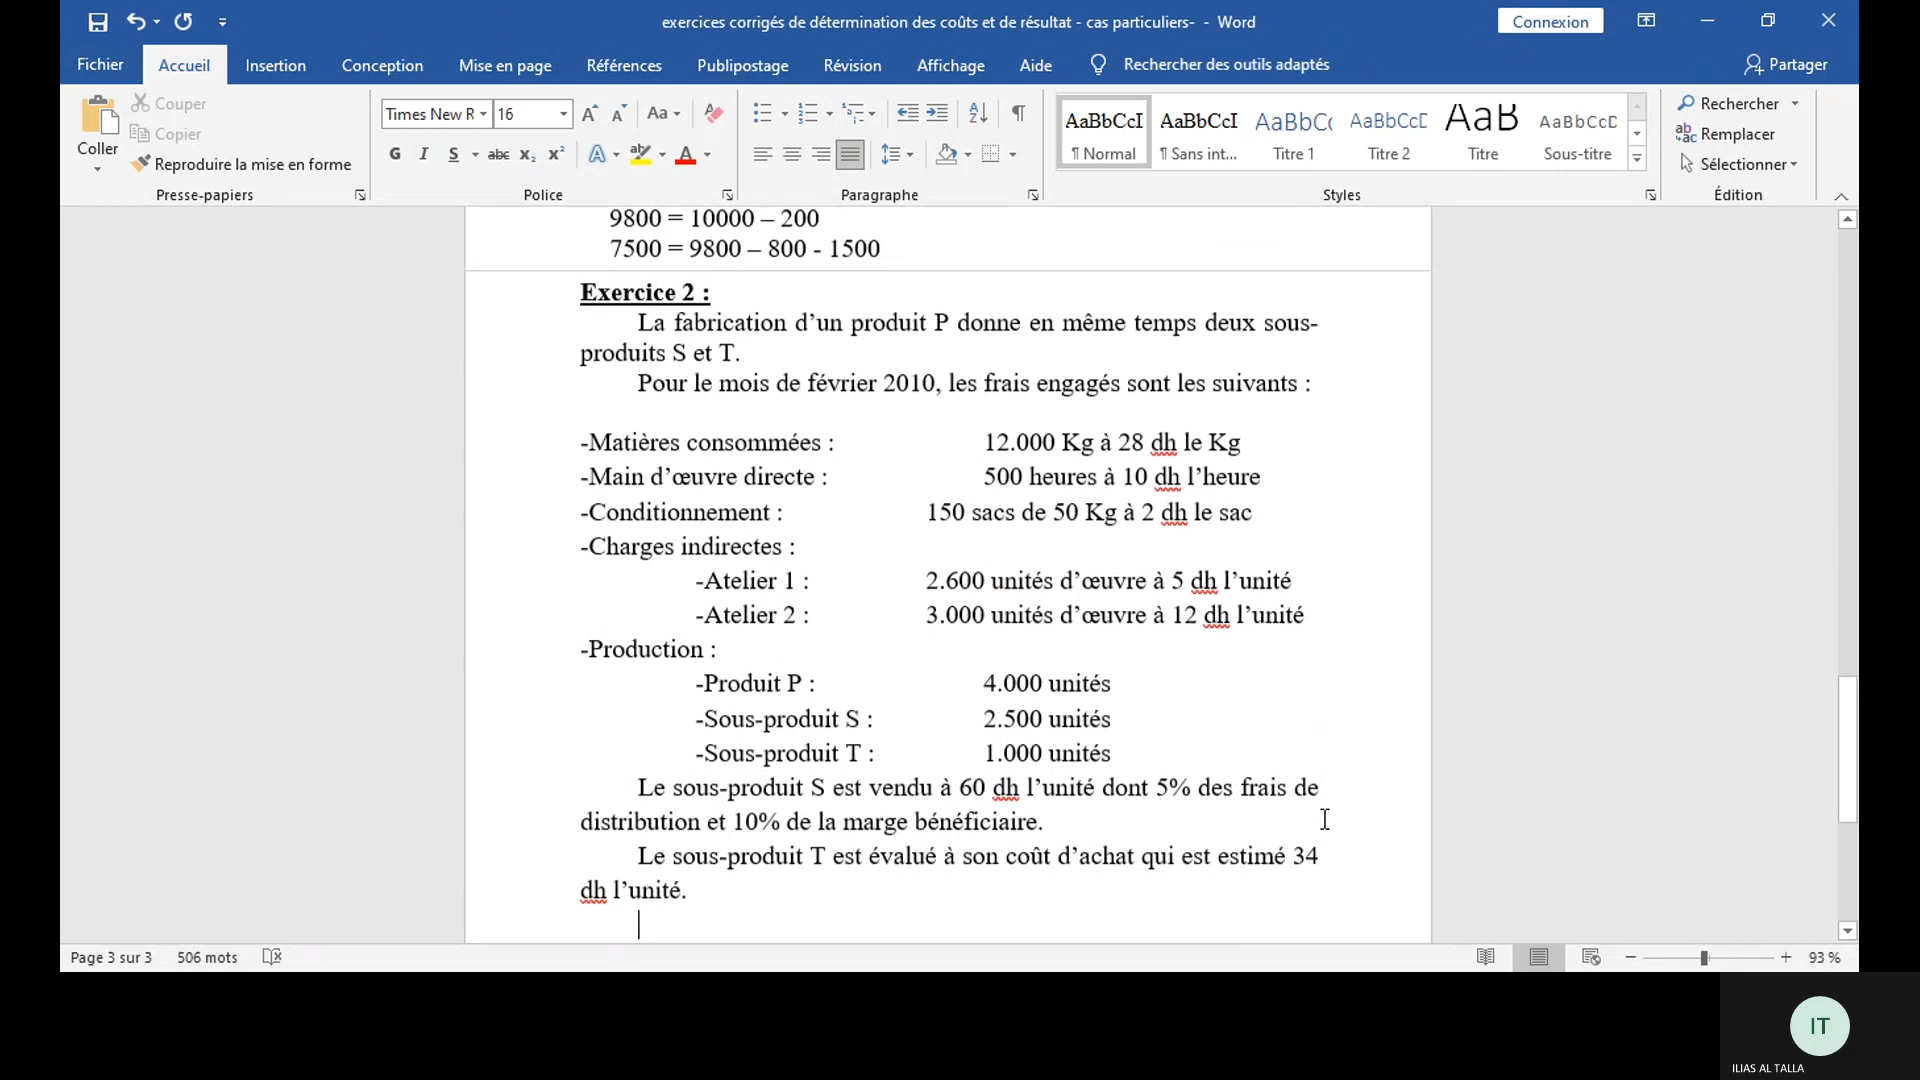 exercices corrigés de détermination des coûts et de résultat - cas particuliers- - Word
Connexion
Fichier
Accueil
Insertion
Conception
Mise en page
Références
Publipostage
Révision
Affichage
Aide
Rechercher des outils adaptés
Partager
Coller
Couper
Copier
Reproduire la mise en forme
Presse-papiers
Times New R
16
Aa
G I S abc x₂ x² A A
Police
Paragraphe
AaBbCcI AaBbCcI AaBbCc AaBbCcD AaB AaBbCcD
¶ Normal ¶ Sans int... Titre 1 Titre 2 Titre Sous-titre
Styles
Rechercher
Remplacer
Sélectionner
Édition
9800 = 10000 – 200
7500 = 9800 – 800 - 1500
Exercice 2 :
La fabrication d’un produit P donne en même temps deux sous-
produits S et T.
Pour le mois de février 2010, les frais engagés sont les suivants :
-Matières consommées : 12.000 Kg à 28 dh le Kg
-Main d’œuvre directe : 500 heures à 10 dh l’heure
-Conditionnement : 150 sacs de 50 Kg à 2 dh le sac
-Charges indirectes :
-Atelier 1 : 2.600 unités d’œuvre à 5 dh l’unité
-Atelier 2 : 3.000 unités d’œuvre à 12 dh l’unité
-Production :
-Produit P : 4.000 unités
-Sous-produit S : 2.500 unités
-Sous-produit T : 1.000 unités
Le sous-produit S est vendu à 60 dh l’unité dont 5% des frais de
distribution et 10% de la marge bénéficiaire.
Le sous-produit T est évalué à son coût d’achat qui est estimé 34
dh l’unité.
Page 3 sur 3 506 mots
93 %
IT
ILIAS AL TALLA